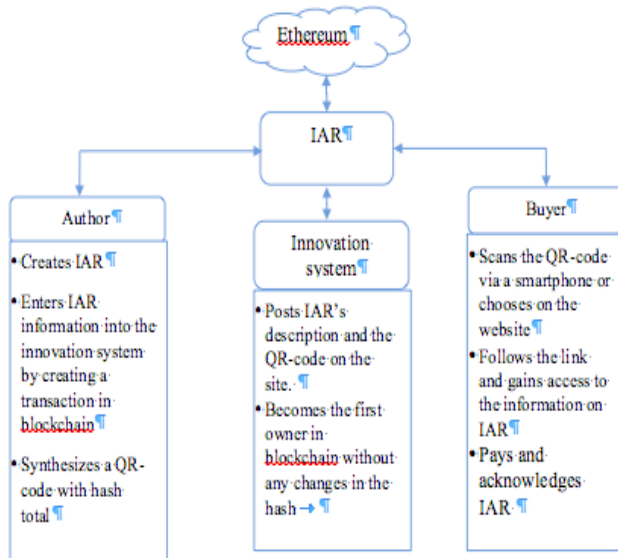 Ethereum¶
IAR¶
Author¶
• Creates IAR¶
• Enters IAR
information into the
innovation system
by creating a
transaction in
blockchain¶
• Synthesizes a QR-
code with hash
total¶
Innovation
system¶
• Posts IAR's
description and the
QR-code on the
site. ¶
• Becomes the first
owner in
blockchain without
any changes in the
hash → ¶
Buyer¶
• Scans the QR-code
via a smartphone or
chooses on the
website¶
• Follows the link
and gains access to
the information on
IAR¶
• Pays and
acknowledges
IAR ¶